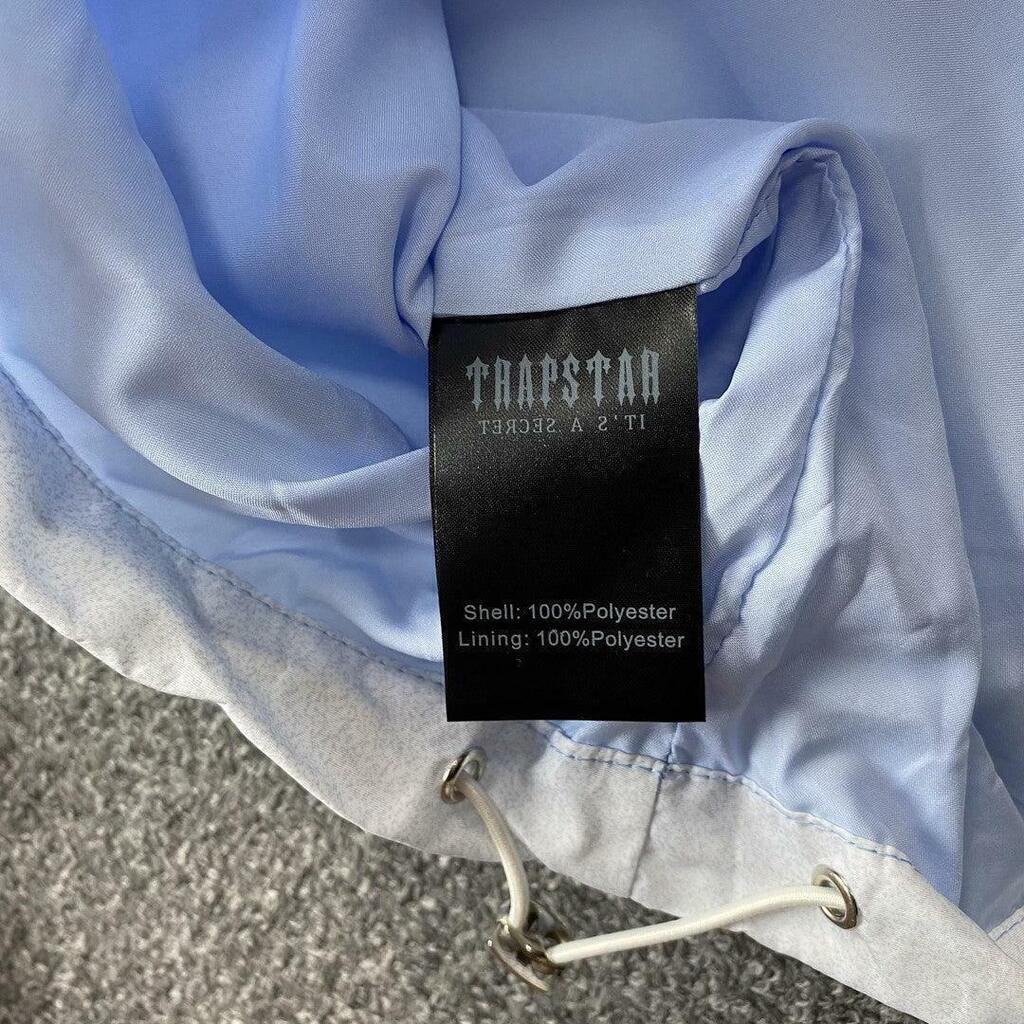 TRAPSTAR
IT'S A SECRET
Shell: 100%Polyester
Lining: 100%Polyester